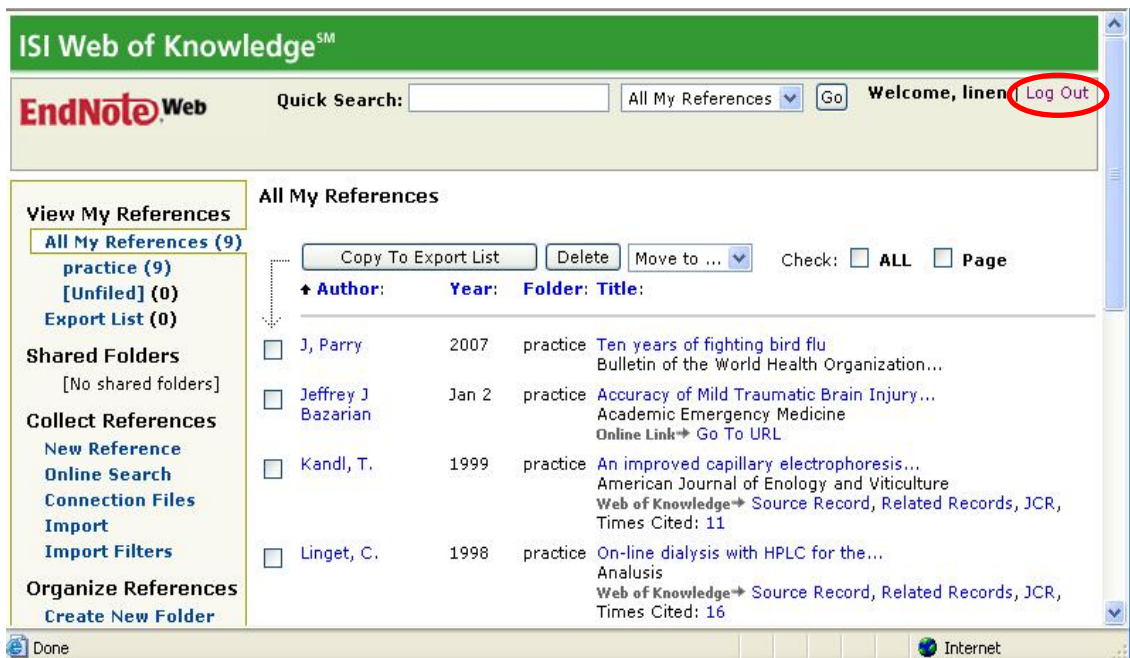 ISI Web of Knowledge℠
EndNote Web
Quick Search: All My References Go Welcome, linen | Log Out
View My References
All My References (9)
practice (9)
[Unfiled] (0)
Export List (0)
Shared Folders
[No shared folders]
Collect References
New Reference
Online Search
Connection Files
Import
Import Filters
Organize References
Create New Folder
All My References
Copy To Export List Delete Move to ... Check: ALL Page
Author: Year: Folder: Title:
J, Parry 2007 practice Ten years of fighting bird flu
Bulletin of the World Health Organization...
Jeffrey J Jan 2 practice Accuracy of Mild Traumatic Brain Injury...
Bazarian Academic Emergency Medicine
Online Link→ Go To URL
Kandl, T. 1999 practice An improved capillary electrophoresis...
American Journal of Enology and Viticulture
Web of Knowledge→ Source Record, Related Records, JCR,
Times Cited: 11
Linget, C. 1998 practice On-line dialysis with HPLC for the...
Analusis
Web of Knowledge→ Source Record, Related Records, JCR,
Times Cited: 16
Done Internet